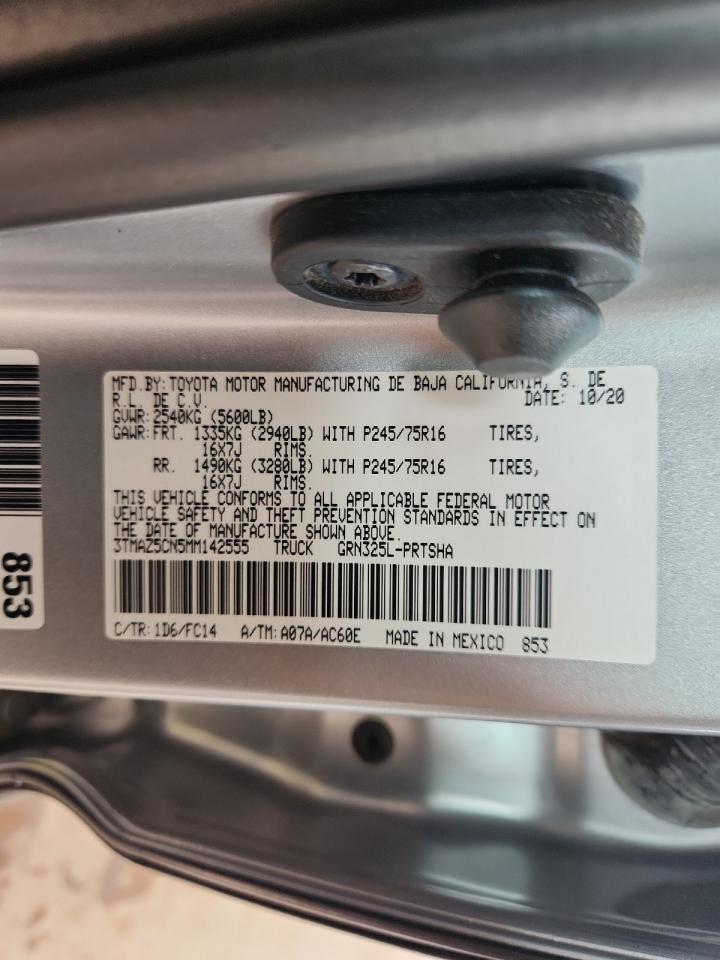 MFD.BY:TOYOTA MOTOR MANUFACTURING DE BAJA CALIFORNIA, S. DE
R.L. DE C.V. DATE: 10/20
GVWR:2540KG (5600LB)
GAWR:FRT. 1335KG (2940LB) WITH P245/75R16 TIRES,
16X7J RIMS.
RR. 1490KG (3280LB) WITH P245/75R16 TIRES,
16X7J RIMS.
THIS VEHICLE CONFORMS TO ALL APPLICABLE FEDERAL MOTOR
VEHICLE SAFETY AND THEFT PREVENTION STANDARDS IN EFFECT ON
THE DATE OF MANUFACTURE SHOWN ABOVE.
3TMAZ5CN5MM142555 TRUCK GRN325L-PRTSHA
C/TR:1D6/FC14 A/TM:A07A/AC60E MADE IN MEXICO 853
853